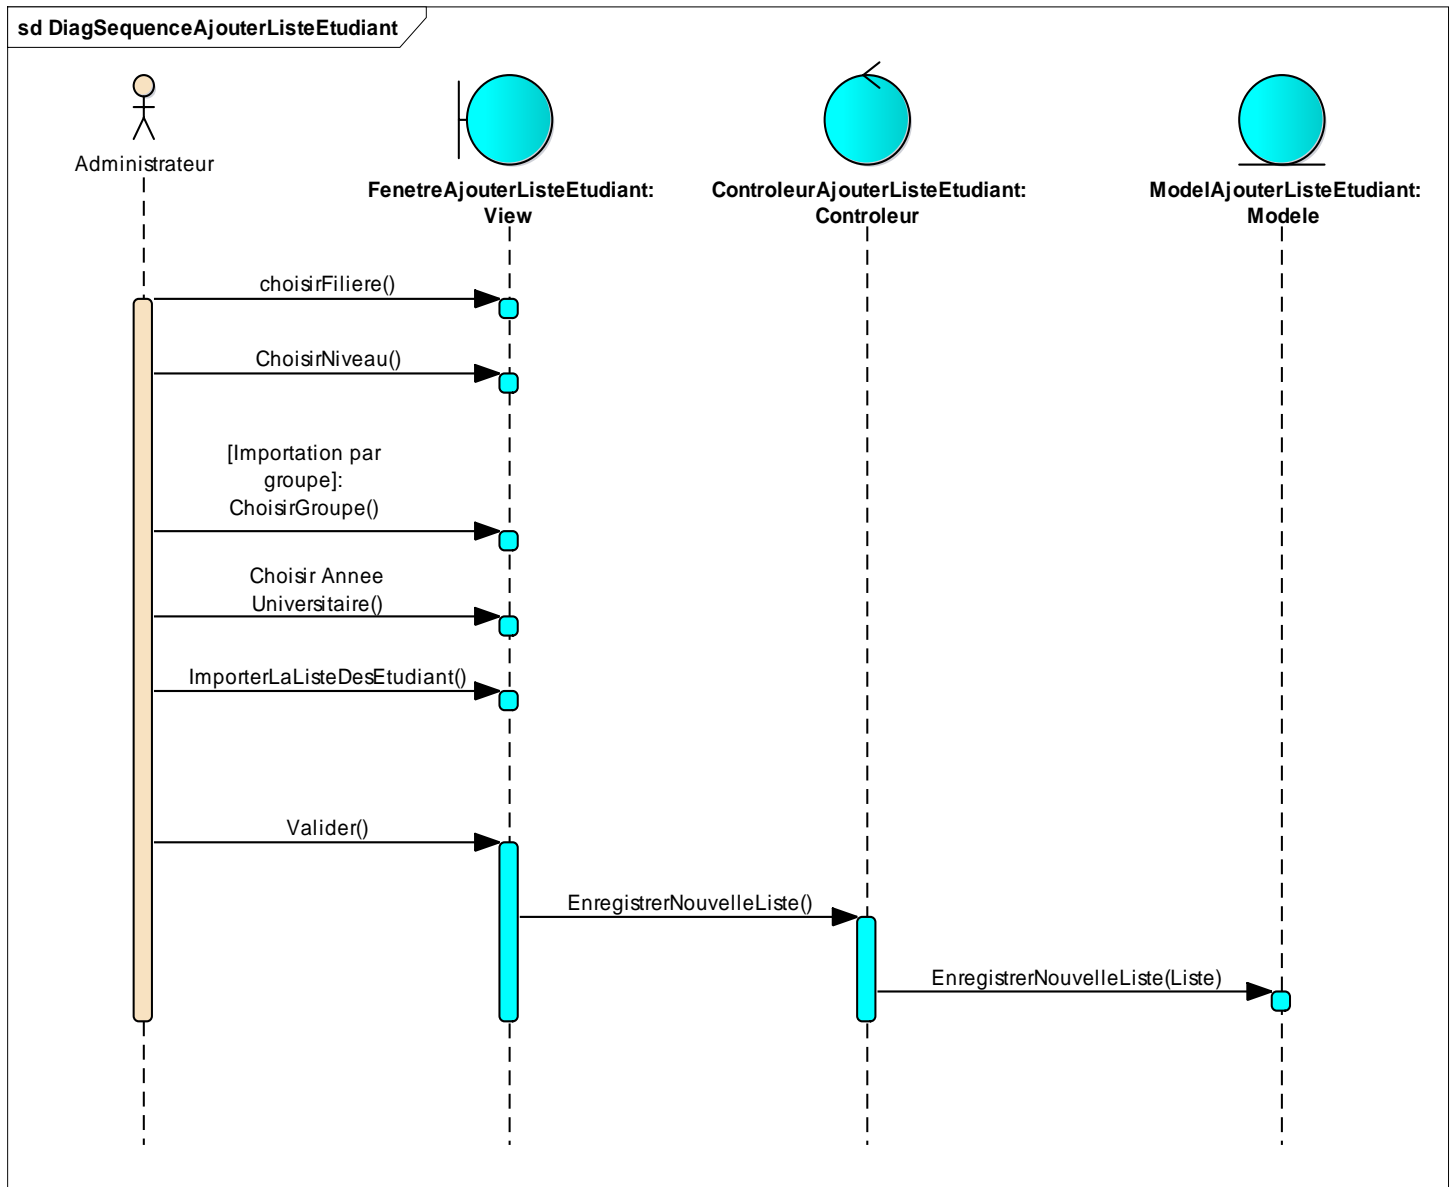 sd DiagSequenceAjouterListeEtudiant
Administrateur
FenetreAjouterListeEtudiant:
View
ControleurAjouterListeEtudiant:
Controleur
ModelAjouterListeEtudiant:
Modele
choisirFiliere()
ChoisirNiveau()
[Importation par
groupe]:
ChoisirGroupe()
Choisir Annee
Universitaire()
ImporterLaListeDesEtudiant()
Valider()
EnregistrerNouvelleListe()
EnregistrerNouvelleListe(Liste)